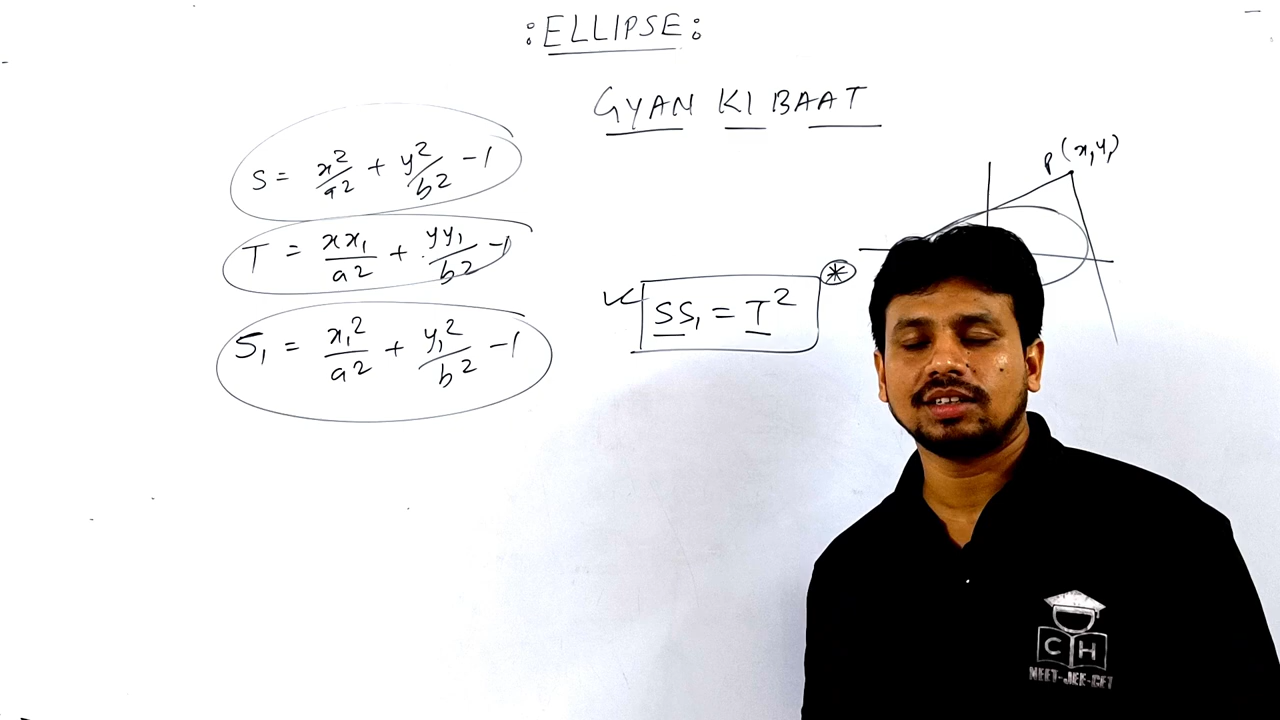 :ELLIPSE:
GYAN KI BAAT
S = x²/a² + y²/b² - 1
P(x₁y₁)
T = xx₁/a² + yy₁/b² - 1
SS₁ = T²
S₁ = x₁²/a² + y₁²/b² - 1
C H
NEET-JEE-CET